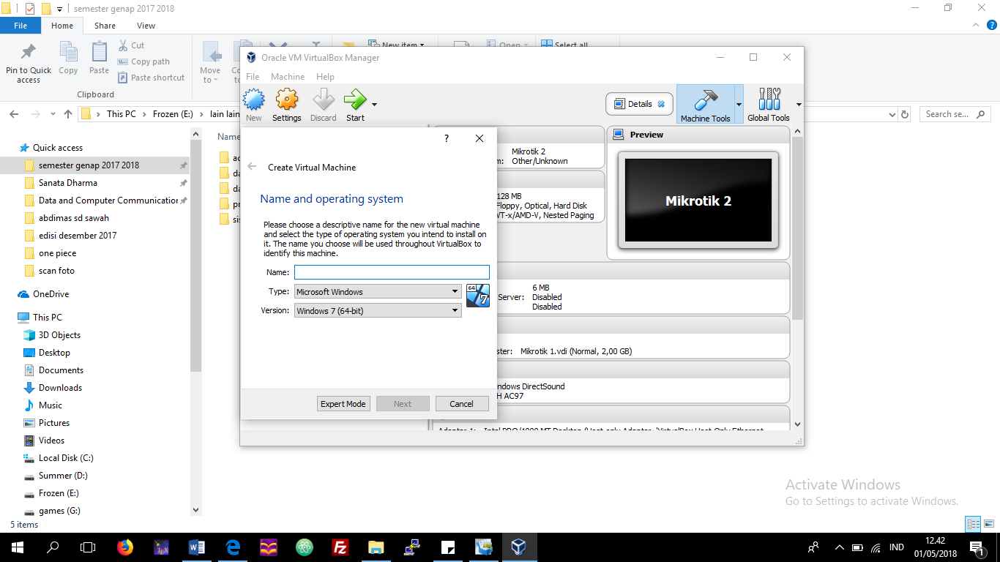 semester genap 2017 2018
File
Home
Share
View
Pin to Quick access
Copy
Paste
Cut
Copy path
Paste shortcut
Move to
New item
Open
Select all
Clipboard
This PC
Frozen (E:)
lain lain
Search se...
Quick access
semester genap 2017 2018
Sanata Dharma
Data and Computer Communication
abdimas sd sawah
edisi desember 2017
one piece
scan foto
OneDrive
This PC
3D Objects
Desktop
Documents
Downloads
Music
Pictures
Videos
Local Disk (C:)
Summer (D:)
Frozen (E:)
games (G:)
5 items
Name
Oracle VM VirtualBox Manager
File
Machine
Help
New
Settings
Discard
Start
Details
Machine Tools
Global Tools
Mikrotik 2
Other/Unknown
128 MB
Floppy, Optical, Hard Disk
VT-x/AMD-V, Nested Paging
Preview
Mikrotik 2
6 MB
Server: Disabled
Disabled
Mikrotik 1.vdi (Normal, 2,00 GB)
DirectSound
AC97
Adapter 1: Intel PRO/1000 MT Desktop (Host-only Adapter, 'VirtualBox Host-Only Ethernet
?
Create Virtual Machine
Name and operating system
Please choose a descriptive name for the new virtual machine
and select the type of operating system you intend to install on
it. The name you choose will be used throughout VirtualBox to
identify this machine.
Name:
Type: Microsoft Windows
64
7
Version: Windows 7 (64-bit)
Expert Mode
Next
Cancel
Activate Windows
Go to Settings to activate Windows.
IND
12.42
01/05/2018
1